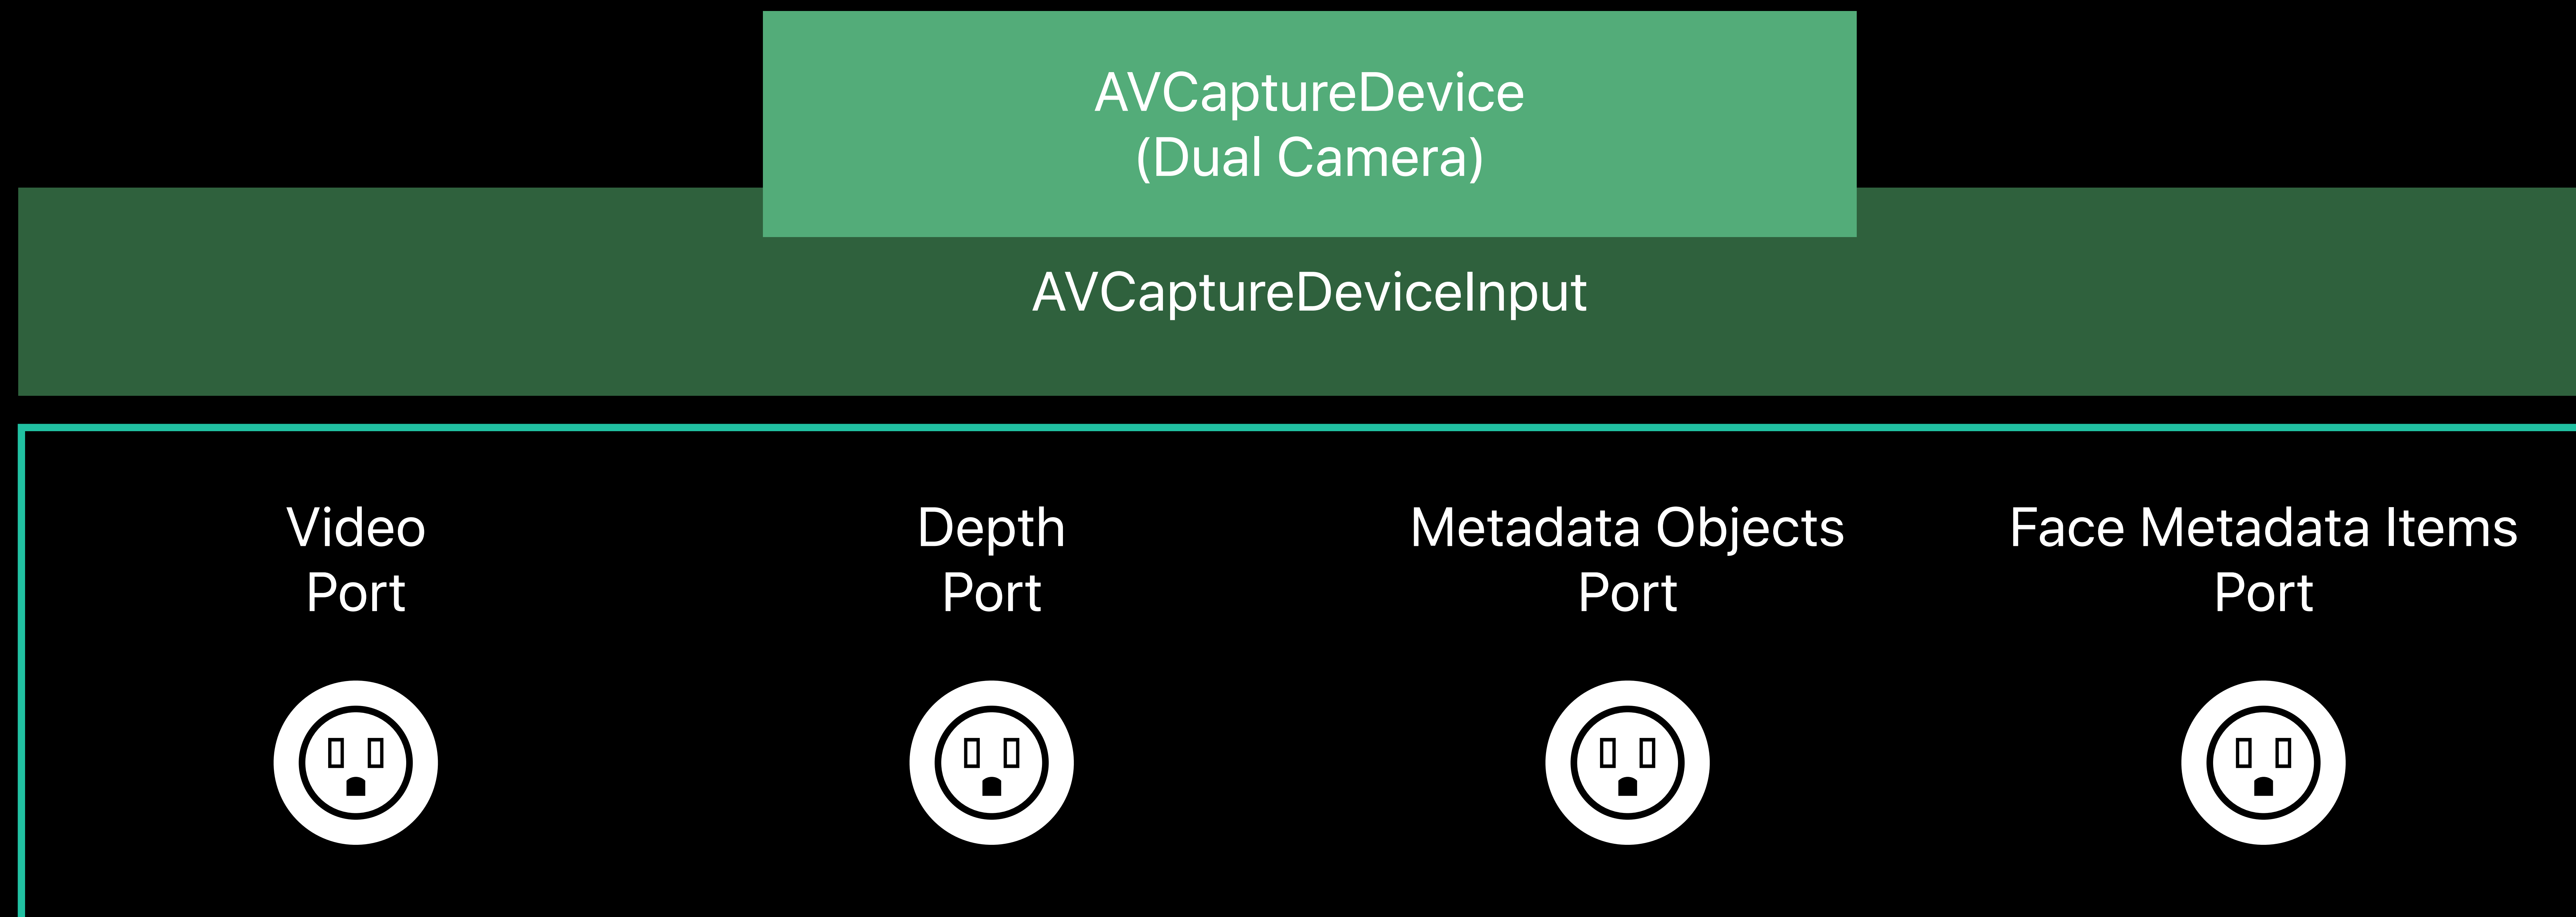 AVCaptureDevice
(Dual Camera)
AVCaptureDeviceInput
Video
Port
Depth
Port
Metadata Objects
Port
Face Metadata Items
Port